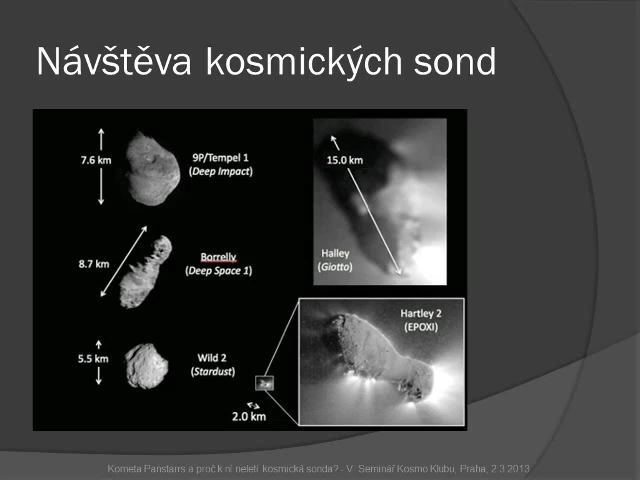 Návštěva kosmických sond
7.6 km
9P/Tempel 1
(Deep Impact)
8.7 km
Borrelly
(Deep Space 1)
5.5 km
Wild 2
(Stardust)
2.0 km
15.0 km
Halley
(Giotto)
Hartley 2
(EPOXI)
Kometa Panstarrs a proč k ní neletí kosmická sonda? - V. Seminář Kosmo Klubu, Praha, 2.3.2013